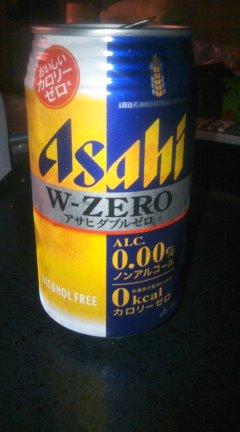 おいしい
カロリー
ゼロ
Asahi
W-ZERO
アサヒ ダブルゼロ
ALC.
0.00%
ノンアルコール
ALCOHOL FREE
0kcal
カロリーゼロ